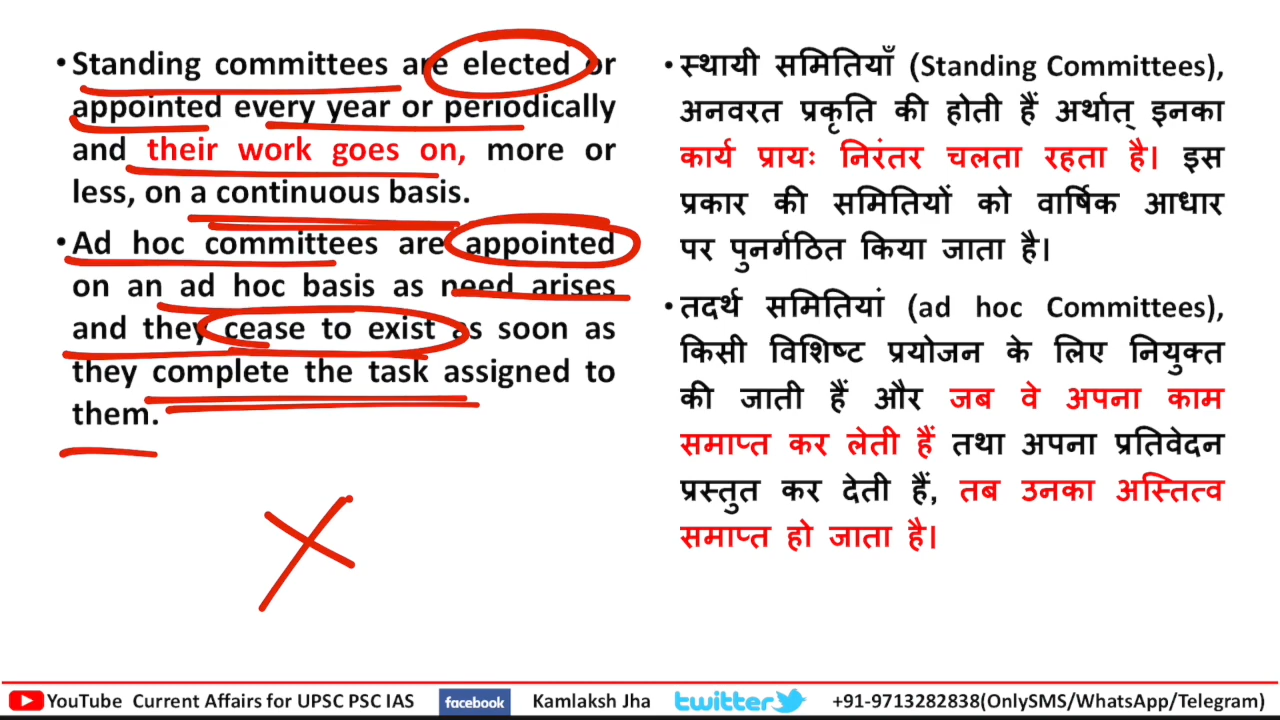 • Standing committees are elected or
appointed every year or periodically
and their work goes on, more or
less, on a continuous basis.
• Ad hoc committees are appointed
on an ad hoc basis as need arises
and they cease to exist as soon as
they complete the task assigned to
them.
• स्थायी समितियाँ (Standing Committees),
अनवरत प्रकृति की होती हैं अर्थात् इनका
कार्य प्रायः निरंतर चलता रहता है। इस
प्रकार की समितियों को वार्षिक आधार
पर पुनर्गठित किया जाता है।
• तदर्थ समितियां (ad hoc Committees),
किसी विशिष्ट प्रयोजन के लिए नियुक्त
की जाती हैं और जब वे अपना काम
समाप्त कर लेती हैं तथा अपना प्रतिवेदन
प्रस्तुत कर देती हैं, तब उनका अस्तित्व
समाप्त हो जाता है।
YouTube Current Affairs for UPSC PSC IAS facebook Kamlaksh Jha twitter +91-9713282838(OnlySMS/WhatsApp/Telegram)